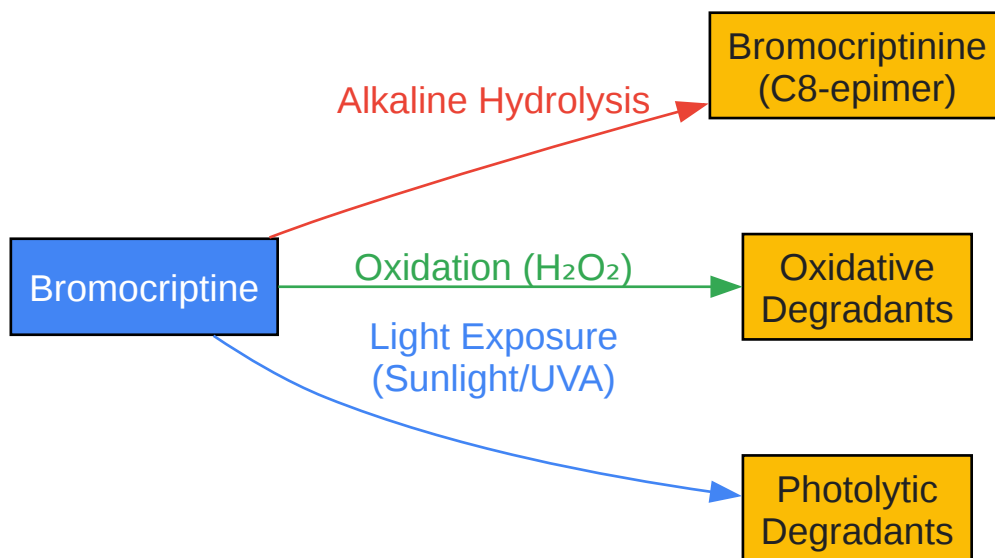 Bromocriptinine
(C8-epimer)
Alkaline Hydrolysis
Bromocriptine
Oxidation (H₂O₂)
Oxidative
Degradants
Light Exposure
(Sunlight/UVA)
Photolytic
Degradants